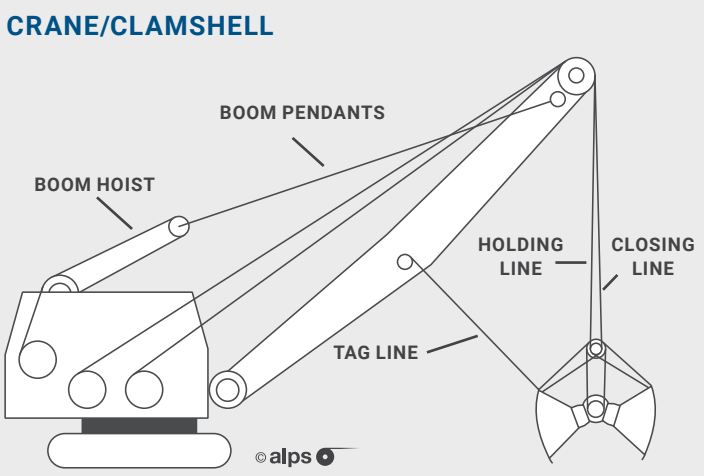 CRANE/CLAMSHELL
BOOM PENDANTS
BOOM HOIST
HOLDING
LINE
CLOSING
LINE
TAG LINE
© alps